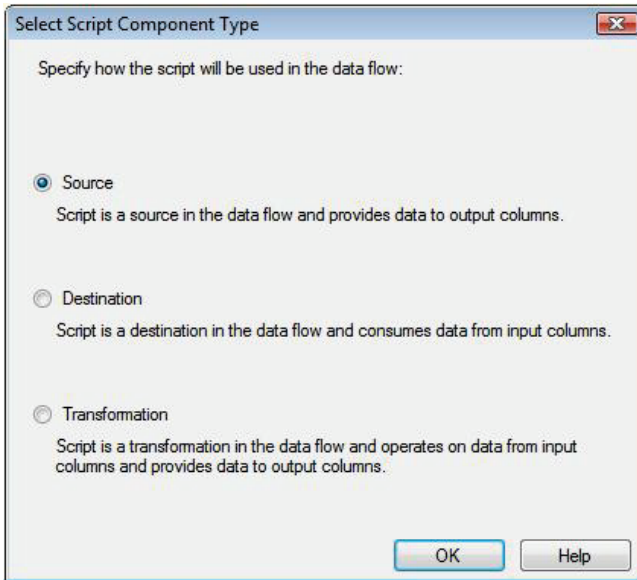 Select Script Component Type
Specify how the script will be used in the data flow:
Source
Script is a source in the data flow and provides data to output columns.
Destination
Script is a destination in the data flow and consumes data from input columns.
Transformation
Script is a transformation in the data flow and operates on data from input
columns and provides data to output columns.
OK
Help